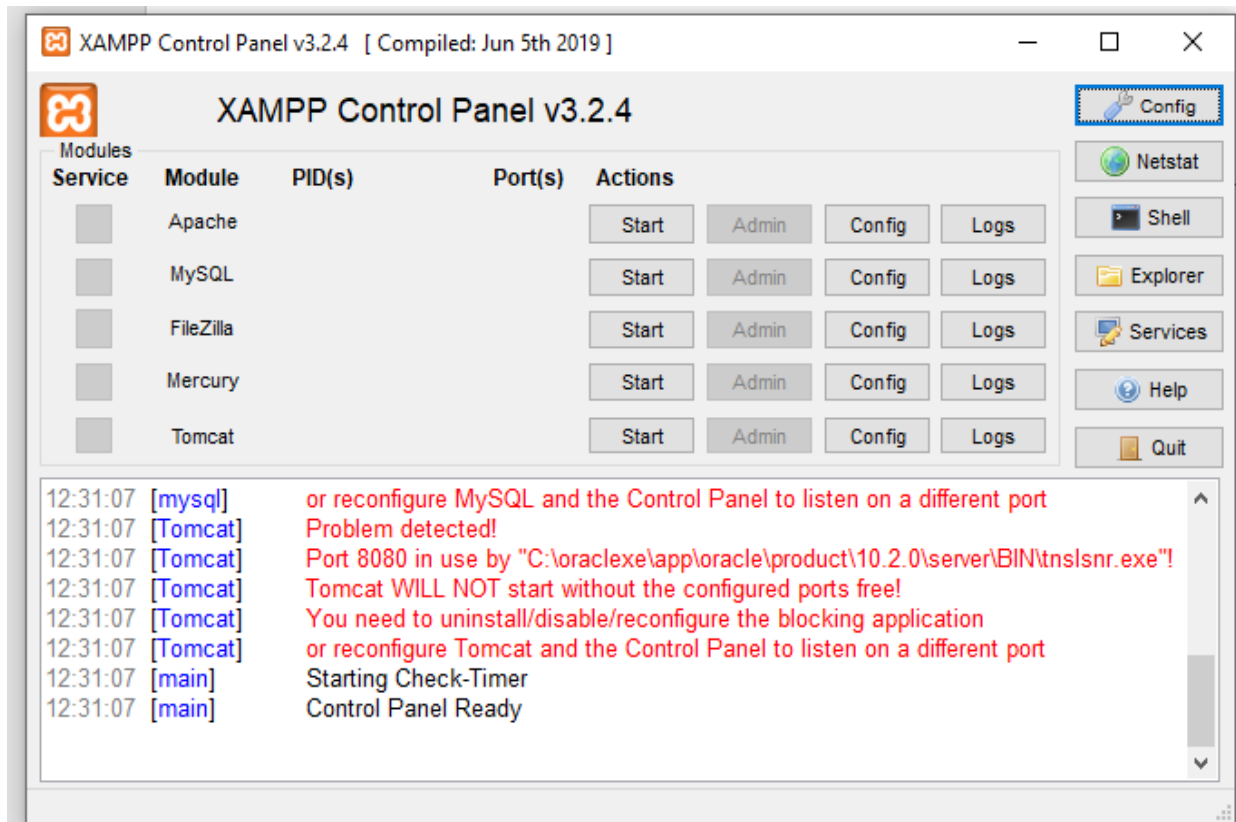 XAMPP Control Panel v3.2.4 [ Compiled: Jun 5th 2019 ]
XAMPP Control Panel v3.2.4
Config
Modules
Service Module PID(s) Port(s) Actions
Netstat
Apache Start Admin Config Logs
Shell
MySQL Start Admin Config Logs
Explorer
FileZilla Start Admin Config Logs
Services
Mercury Start Admin Config Logs
Help
Tomcat Start Admin Config Logs
Quit
12:31:07 [mysql] or reconfigure MySQL and the Control Panel to listen on a different port
12:31:07 [Tomcat] Problem detected!
12:31:07 [Tomcat] Port 8080 in use by "C:\oraclexe\app\oracle\product\10.2.0\server\BIN\tnslsnr.exe"!
12:31:07 [Tomcat] Tomcat WILL NOT start without the configured ports free!
12:31:07 [Tomcat] You need to uninstall/disable/reconfigure the blocking application
12:31:07 [Tomcat] or reconfigure Tomcat and the Control Panel to listen on a different port
12:31:07 [main] Starting Check-Timer
12:31:07 [main] Control Panel Ready